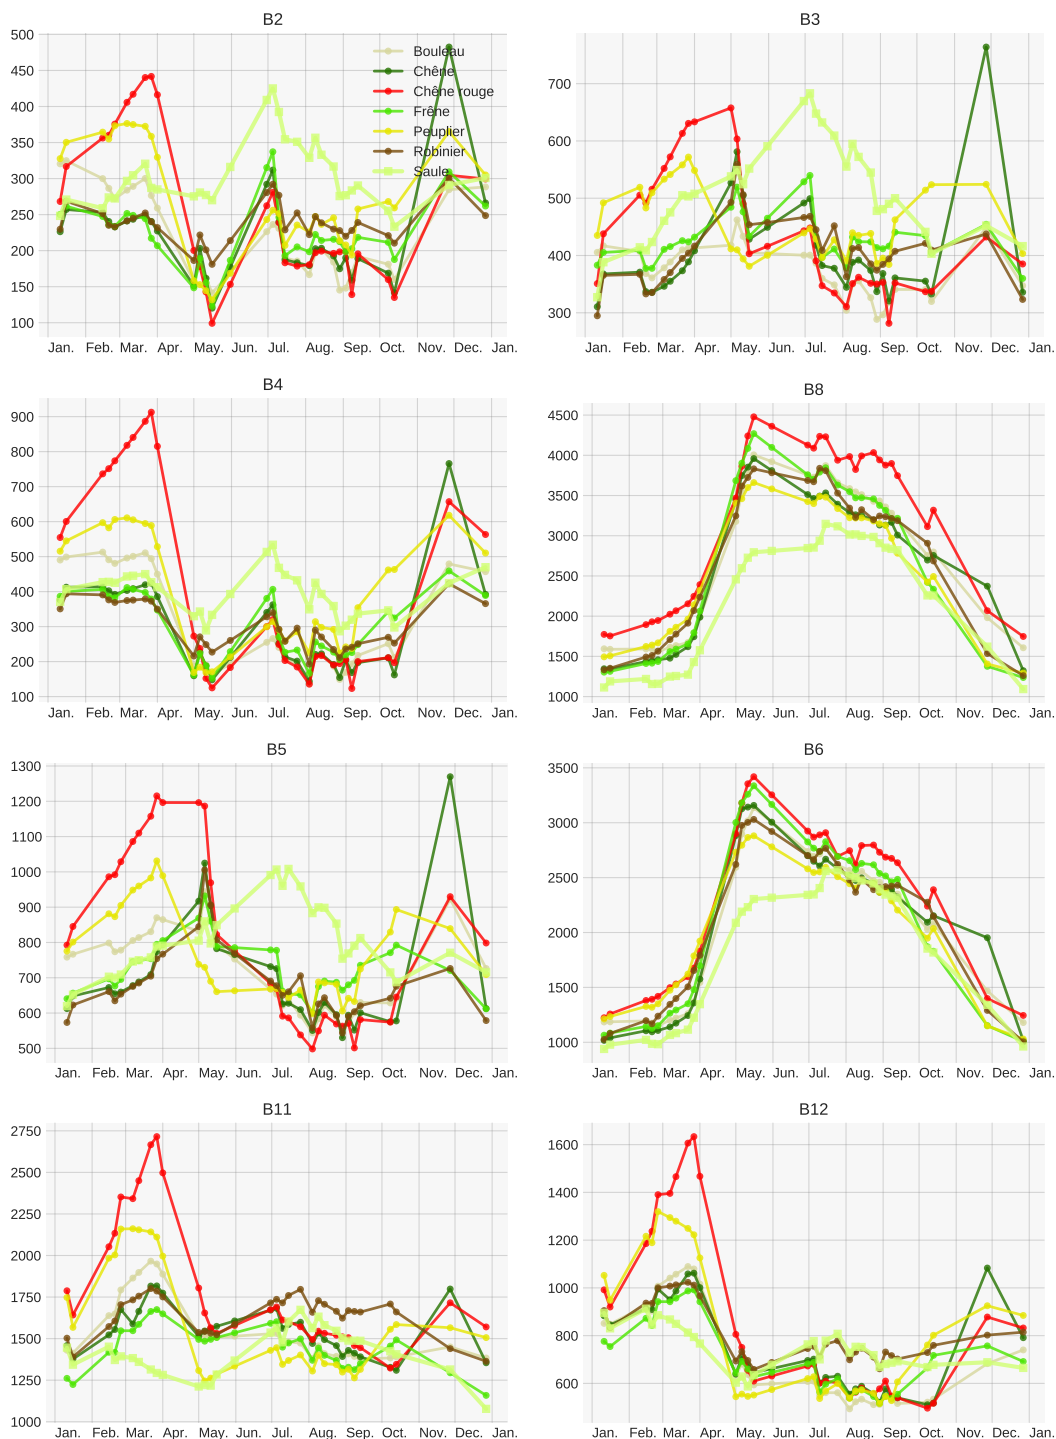 B2
500
450
400
350
300
250
200
150
100
Bouleau
Chêne
Chêne rouge
Frêne
Peuplier
Robinier
Saule
Jan. Feb. Mar. Apr. May. Jun. Jul. Aug. Sep. Oct. Nov. Dec. Jan.
B3
700
600
500
400
300
Jan. Feb. Mar. Apr. May. Jun. Jul. Aug. Sep. Oct. Nov. Dec. Jan.
B4
900
800
700
600
500
400
300
200
100
Jan. Feb. Mar. Apr. May. Jun. Jul. Aug. Sep. Oct. Nov. Dec. Jan.
B8
4500
4000
3500
3000
2500
2000
1500
1000
Jan. Feb. Mar. Apr. May. Jun. Jul. Aug. Sep. Oct. Nov. Dec. Jan.
B5
1300
1200
1100
1000
900
800
700
600
500
Jan. Feb. Mar. Apr. May. Jun. Jul. Aug. Sep. Oct. Nov. Dec. Jan.
B6
3500
3000
2500
2000
1500
1000
Jan. Feb. Mar. Apr. May. Jun. Jul. Aug. Sep. Oct. Nov. Dec. Jan.
B11
2750
2500
2250
2000
1750
1500
1250
1000
Jan. Feb. Mar. Apr. May. Jun. Jul. Aug. Sep. Oct. Nov. Dec. Jan.
B12
1600
1400
1200
1000
800
600
Jan. Feb. Mar. Apr. May. Jun. Jul. Aug. Sep. Oct. Nov. Dec. Jan.